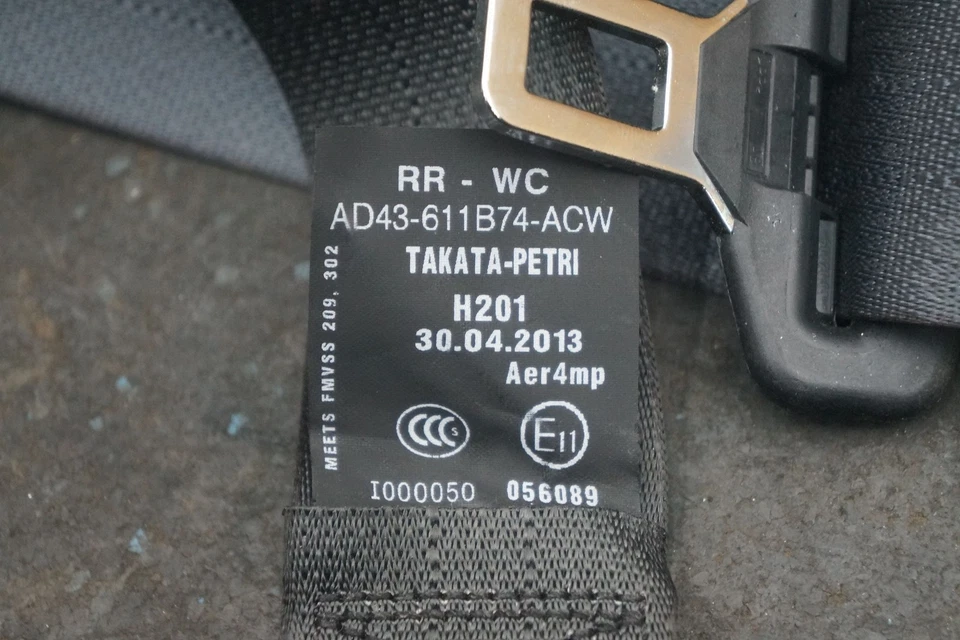 RR - WC
AD43-611B74-ACW
TAKATA-PETRI
H201
30.04.2013
Aer4mp
MEETS FMVSS 209, 302
CCC S
E11
I000050 056089